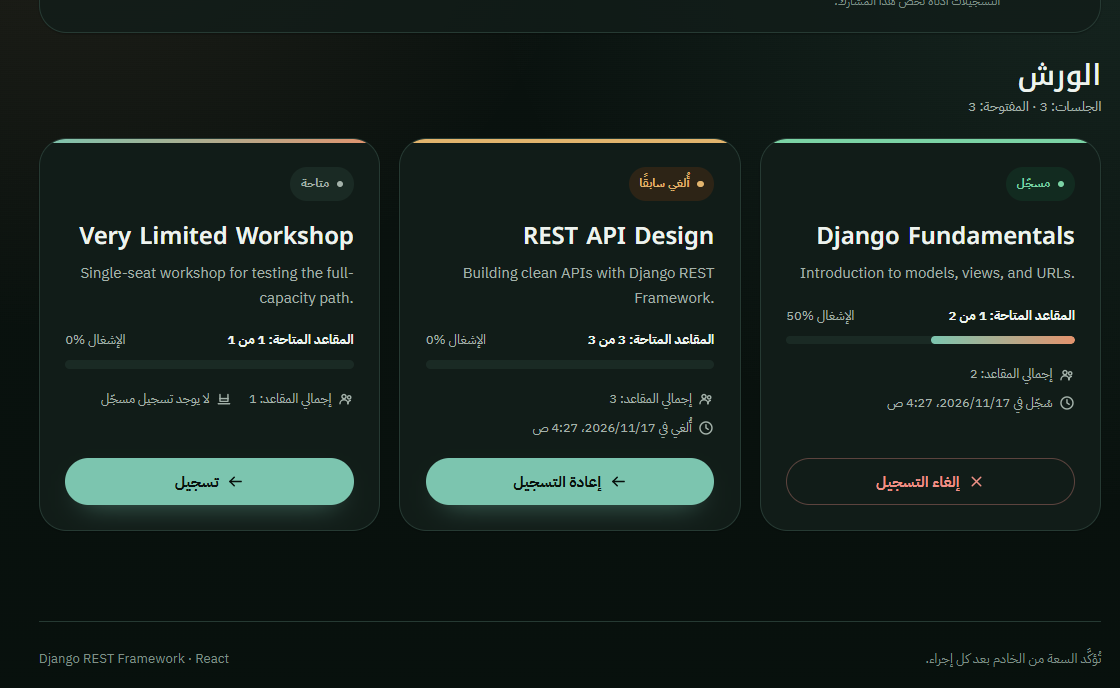 التسجيلات أدناه تخص هذا المشارك.
الورش
الجلسات: 3 · المفتوحة: 3
مسجّل
Django Fundamentals
Introduction to models, views, and URLs.
المقاعد المتاحة: 1 من 2
الإشغال 50%
إجمالي المقاعد: 2
سُجّل في 2026/11/17، 4:27 ص
إلغاء التسجيل
أُلغي سابقًا
REST API Design
Building clean APIs with Django REST
Framework.
المقاعد المتاحة: 3 من 3
الإشغال 0%
إجمالي المقاعد: 3
أُلغي في 2026/11/17، 4:27 ص
إعادة التسجيل
متاحة
Very Limited Workshop
Single-seat workshop for testing the full-
capacity path.
المقاعد المتاحة: 1 من 1
الإشغال 0%
إجمالي المقاعد: 1
لا يوجد تسجيل مسجّل
تسجيل
تُؤكَّد السعة من الخادم بعد كل إجراء.
Django REST Framework · React